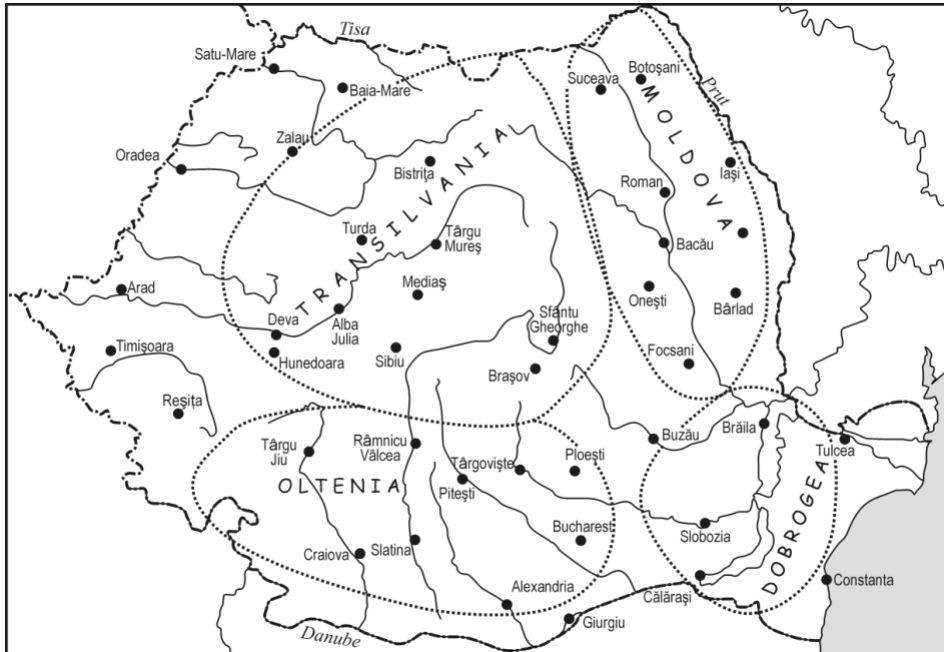 Tisa
Satu-Mare
Baia-Mare
Suceava
Botoşani
Prut
MOLDOVA
Zalau
Oradea
Bistriţa
Iaşi
Roman
TRANSILVANIA
Turda
Târgu
Mureş
Bacău
Mediaş
Oneşti
Bârlad
Arad
Deva
Alba
Julia
Sfântu
Gheorghe
Hunedoara
Sibiu
Timişoara
Braşov
Focsani
Reşiţa
Târgu
Jiu
Râmnicu
Vâlcea
Buzău
Brăila
Tulcea
Târgovişte
Ploeşti
OLTENIA
Piteşti
DOBROGEA
Bucharest
Slobozia
Craiova
Slatina
Călăraşi
Constanta
Alexandria
Giurgiu
Danube